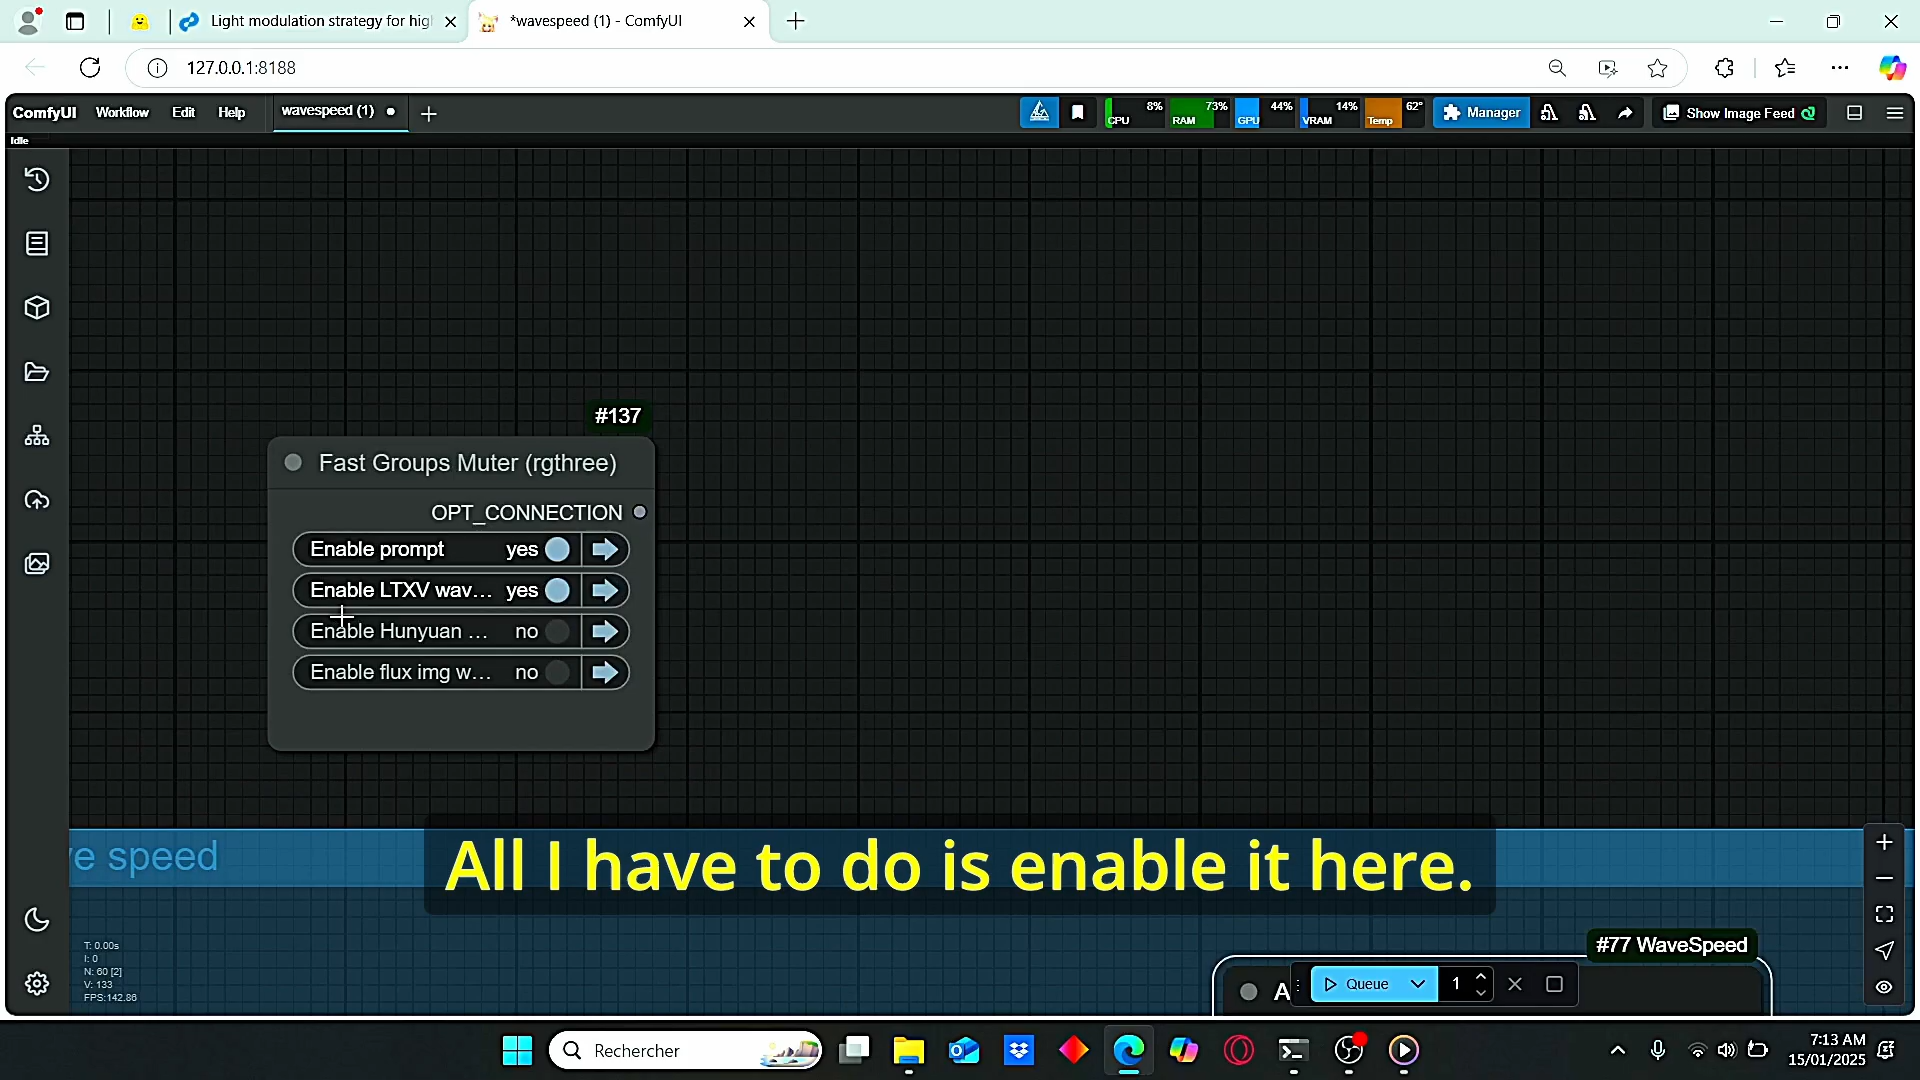 Light modulation strategy for hig
*wavespeed (1) - ComfyUI
127.0.0.1:8188
ComfyUI
Workflow
Edit
Help
wavespeed (1)
CPU 8%
RAM 73%
GPU 44%
VRAM 14%
Temp 62°
Manager
Show Image Feed
Idle
#137
Fast Groups Muter (rgthree)
OPT_CONNECTION
Enable prompt yes
Enable LTXV wav... yes
Enable Hunyuan ... no
Enable flux img w... no
e speed
All I have to do is enable it here.
#77 WaveSpeed
A
Queue
1
T: 0.00s
I: 0
N: 60 [2]
V: 133
FPS:142.86
Rechercher
7:13 AM
15/01/2025